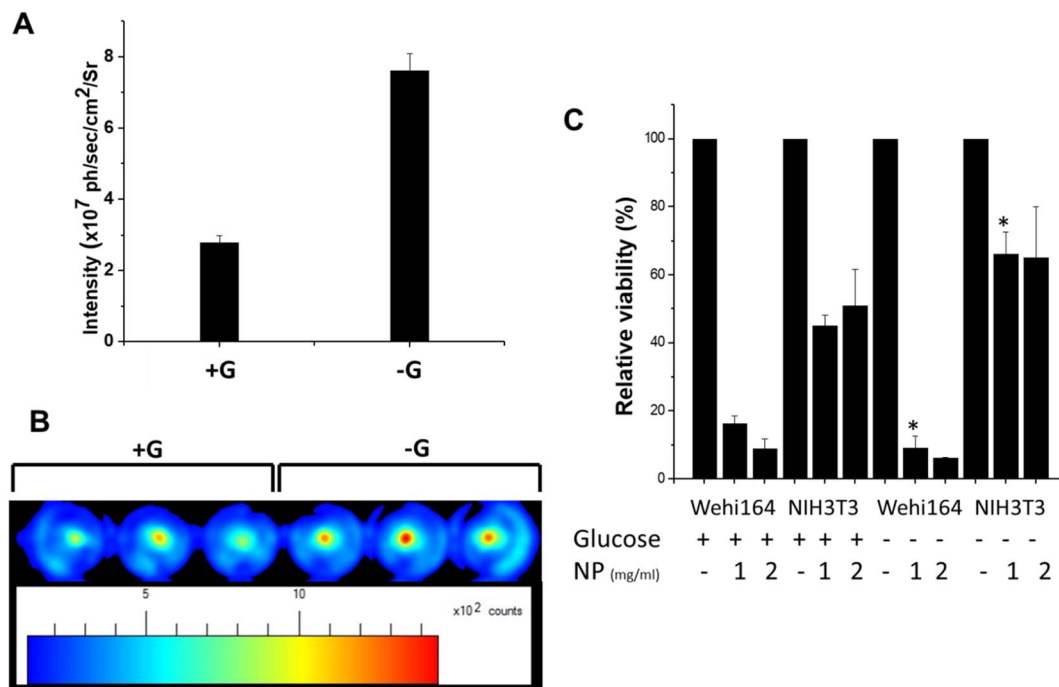 A
Intensity (x10⁷ ph/sec/cm²/Sr)
8
6
4
2
0
+G
-G
B
+G
-G
5
10
x10² counts
C
Relative viability (%)
100
80
60
40
20
0
*
*
Wehi164 NIH3T3 Wehi164 NIH3T3
Glucose + + + + + + - - - - - -
NP (mg/ml) - 1 2 - 1 2 - 1 2 - 1 2